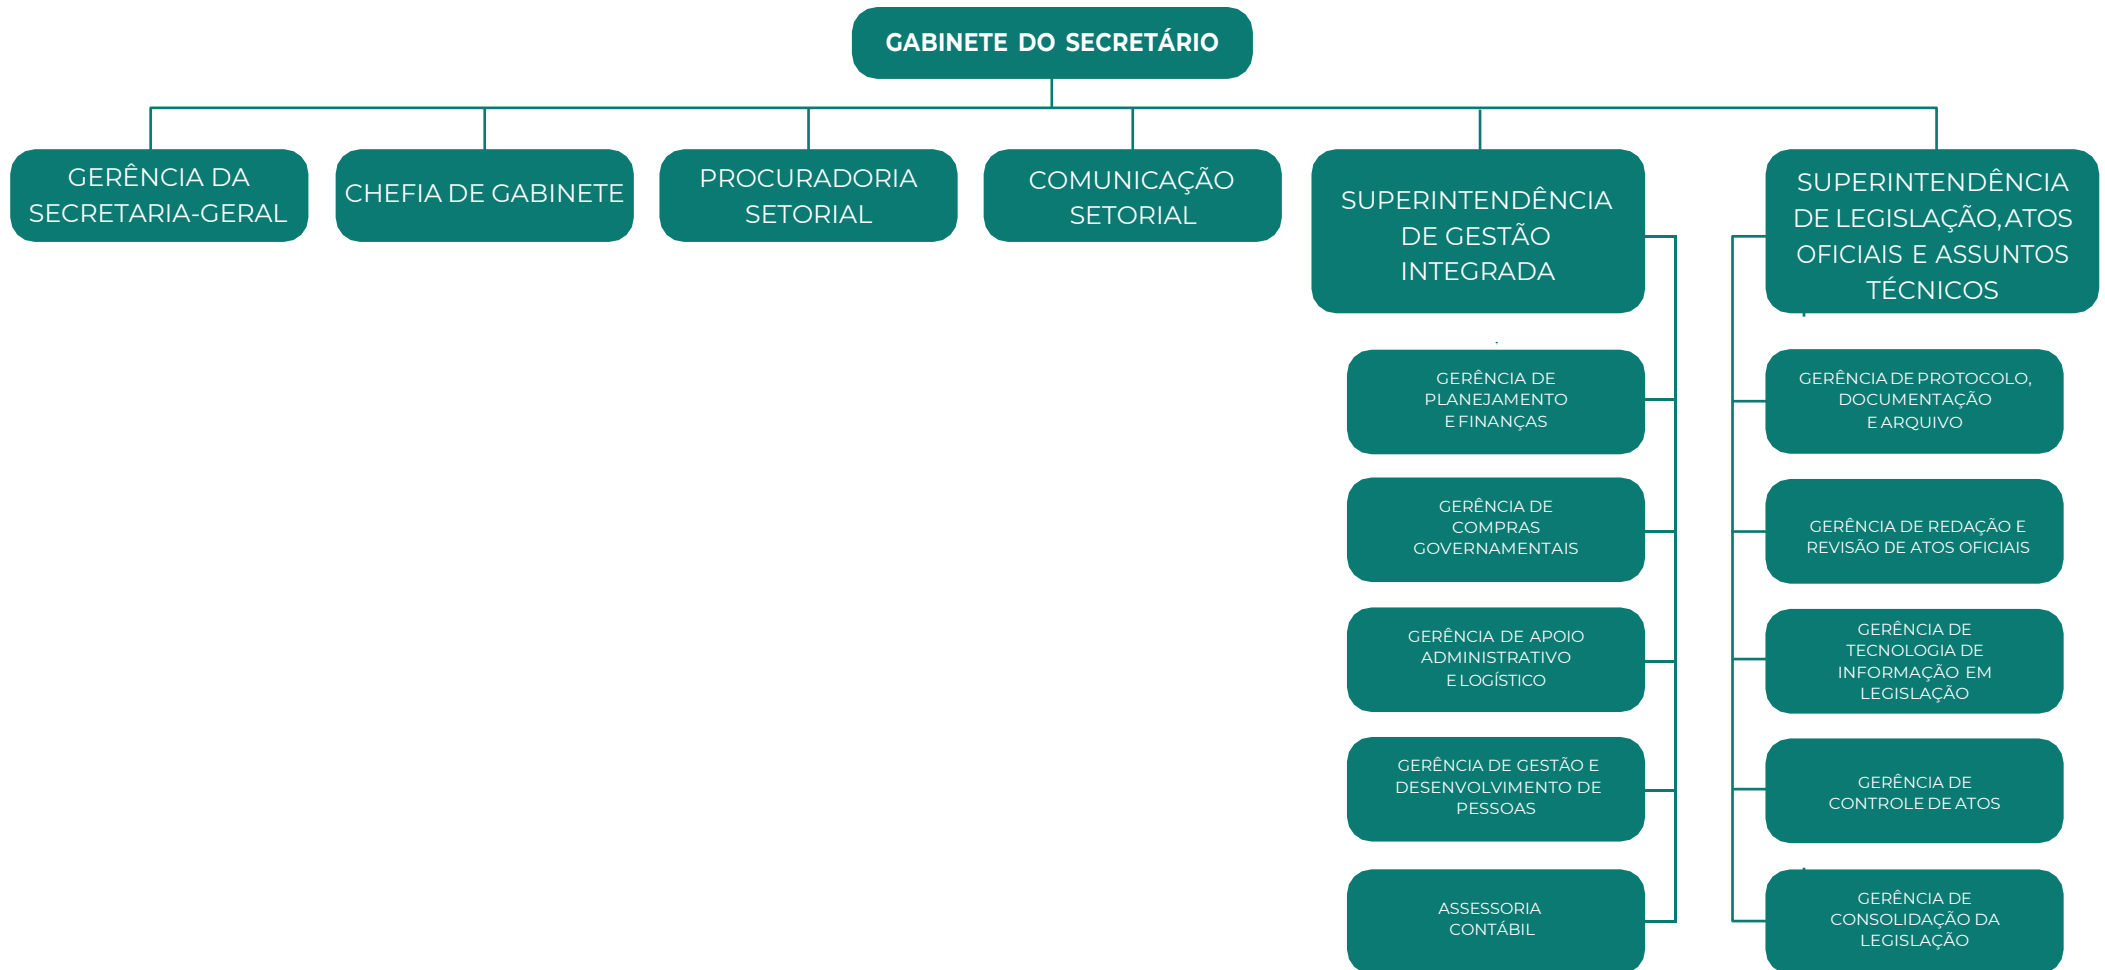 GABINETE DO SECRETÁRIO
GERÊNCIA DA
SECRETARIA-GERAL
CHEFIA DE GABINETE
PROCURADORIA
SETORIAL
COMUNICAÇÃO
SETORIAL
SUPERINTENDÊNCIA
DE GESTÃO
INTEGRADA
SUPERINTENDÊNCIA
DE LEGISLAÇÃO, ATOS
OFICIAIS E ASSUNTOS
TÉCNICOS
GERÊNCIA DE
PLANEJAMENTO
E FINANÇAS
GERÊNCIA DE
COMPRAS
GOVERNAMENTAIS
GERÊNCIA DE APOIO
ADMINISTRATIVO
E LOGÍSTICO
GERÊNCIA DE GESTÃO E
DESENVOLVIMENTO DE
PESSOAS
ASSESSORIA
CONTÁBIL
GERÊNCIA DE PROTOCOLO,
DOCUMENTAÇÃO
E ARQUIVO
GERÊNCIA DE REDAÇÃO E
REVISÃO DE ATOS OFICIAIS
GERÊNCIA DE
TECNOLOGIA DE
INFORMAÇÃO EM
LEGISLAÇÃO
GERÊNCIA DE
CONTROLE DE ATOS
GERÊNCIA DE
CONSOLIDAÇÃO DA
LEGISLAÇÃO